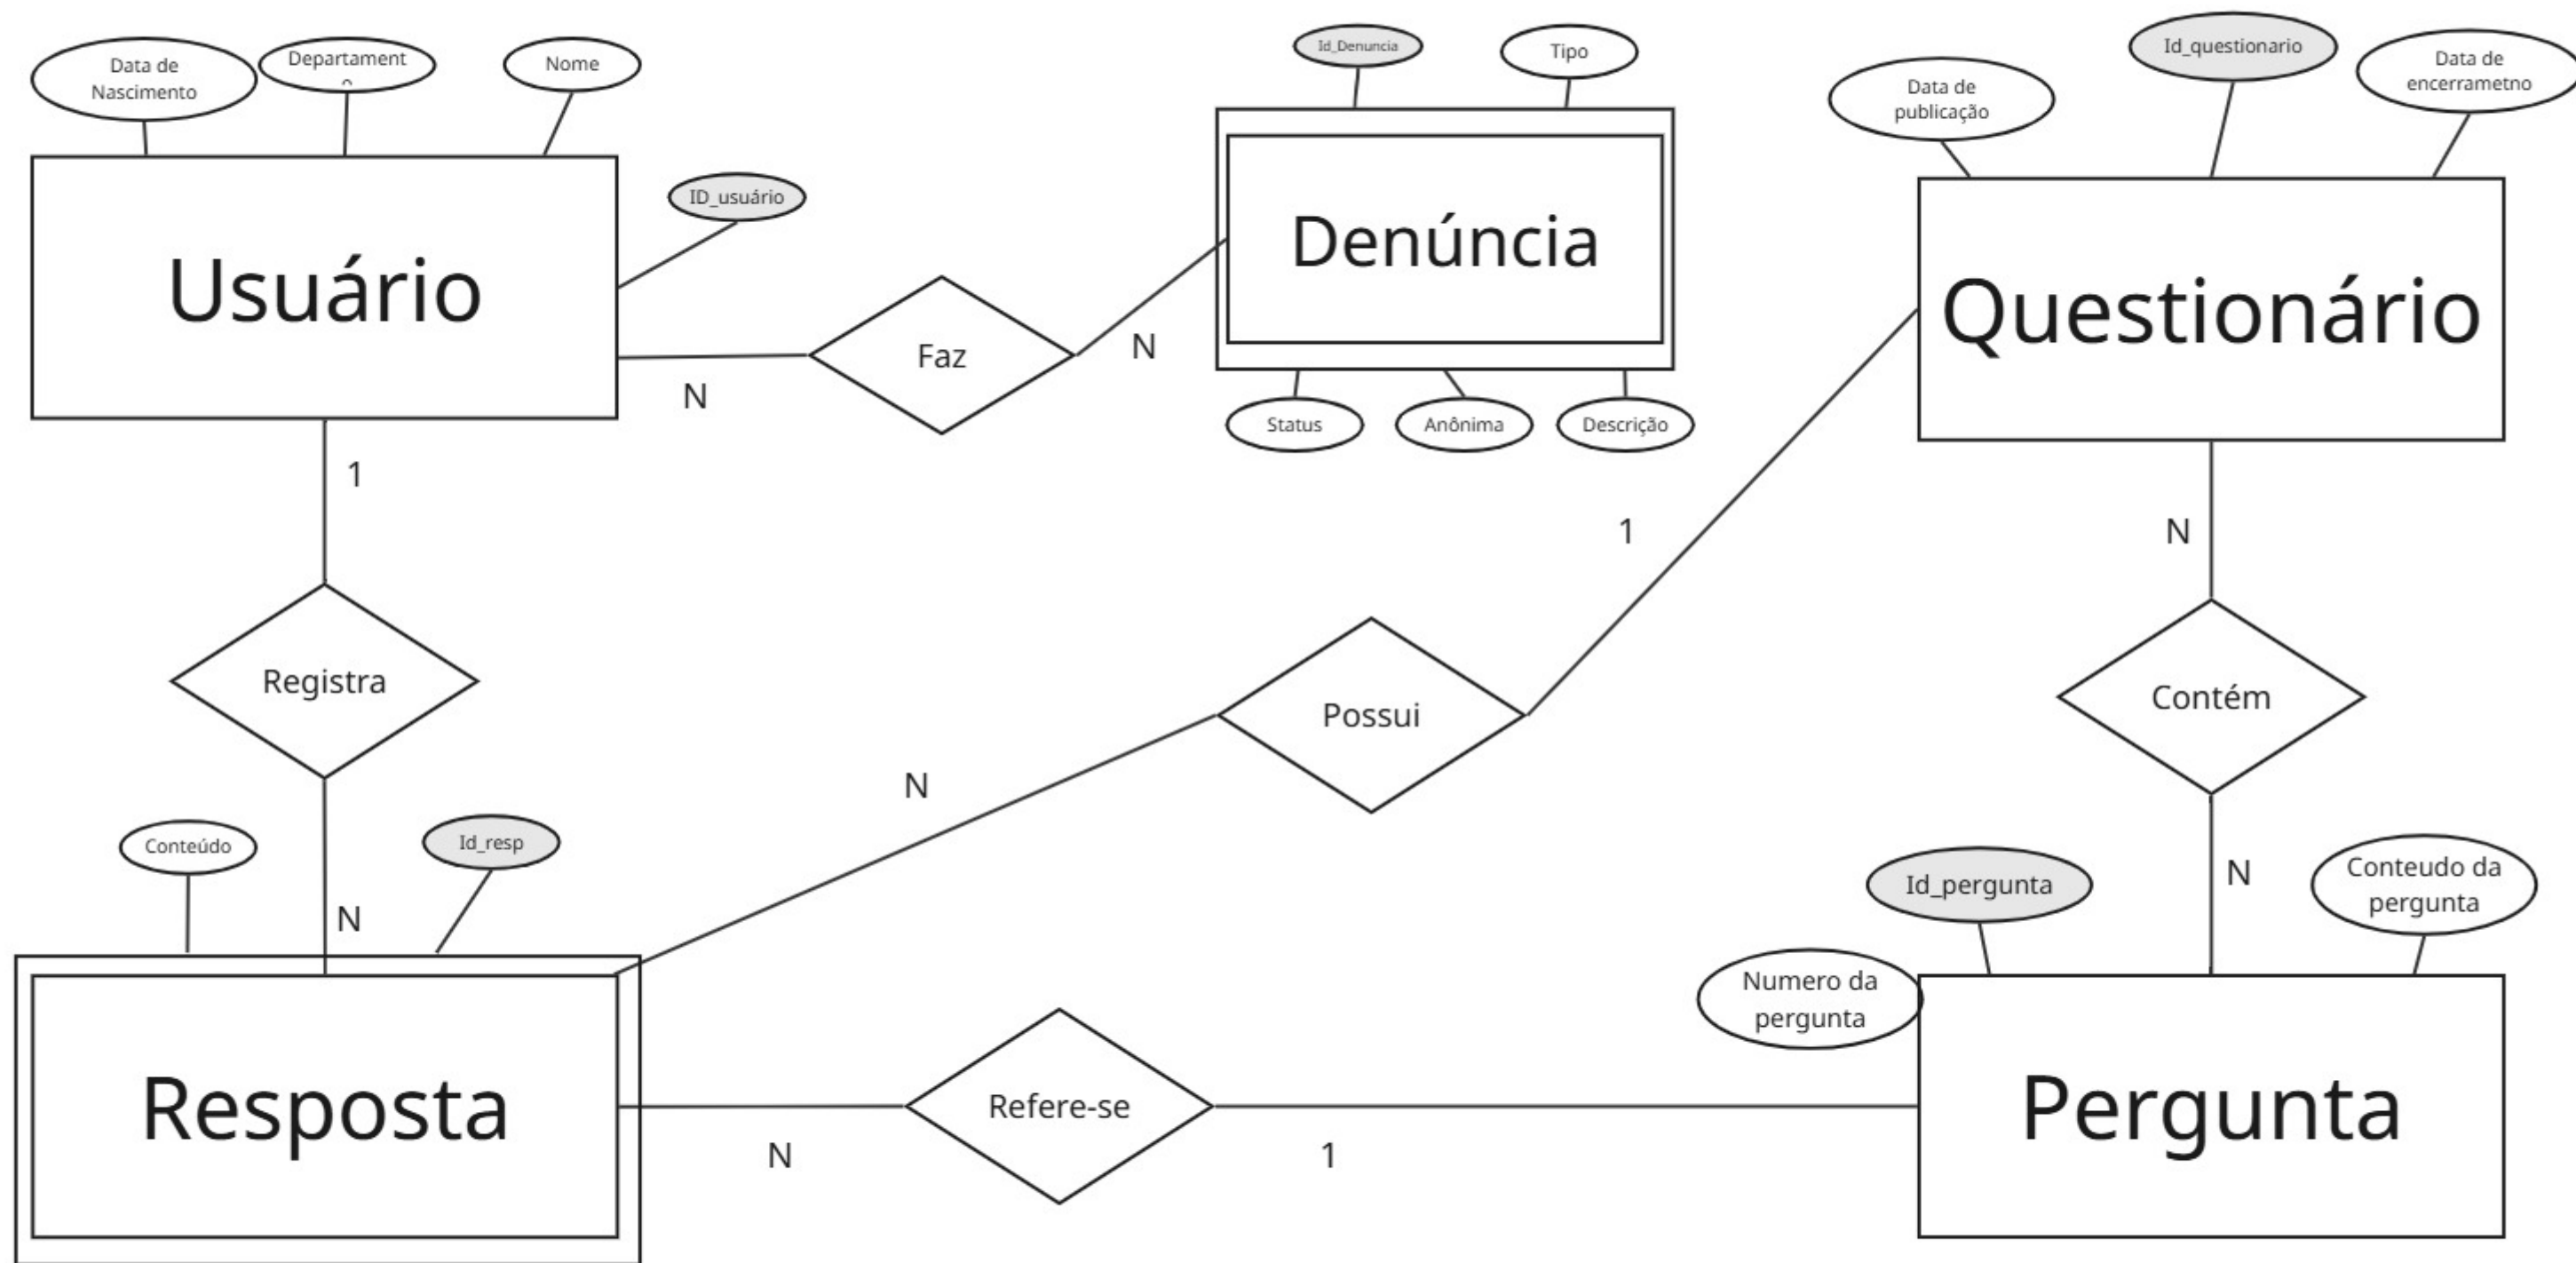 Data de
Nascimento
Departament
o
Nome
Id_Denuncia
Tipo
Data de
publicação
Id_questionario
Data de
encerrametno
ID_usuário
Usuário
Denúncia
Questionário
Faz
N
N
Status
Anônima
Descrição
1
1
N
Registra
Possui
Contém
N
Conteúdo
Id_resp
N
N
Id_pergunta
Conteudo da
pergunta
Numero da
pergunta
Resposta
Refere-se
Pergunta
N
1